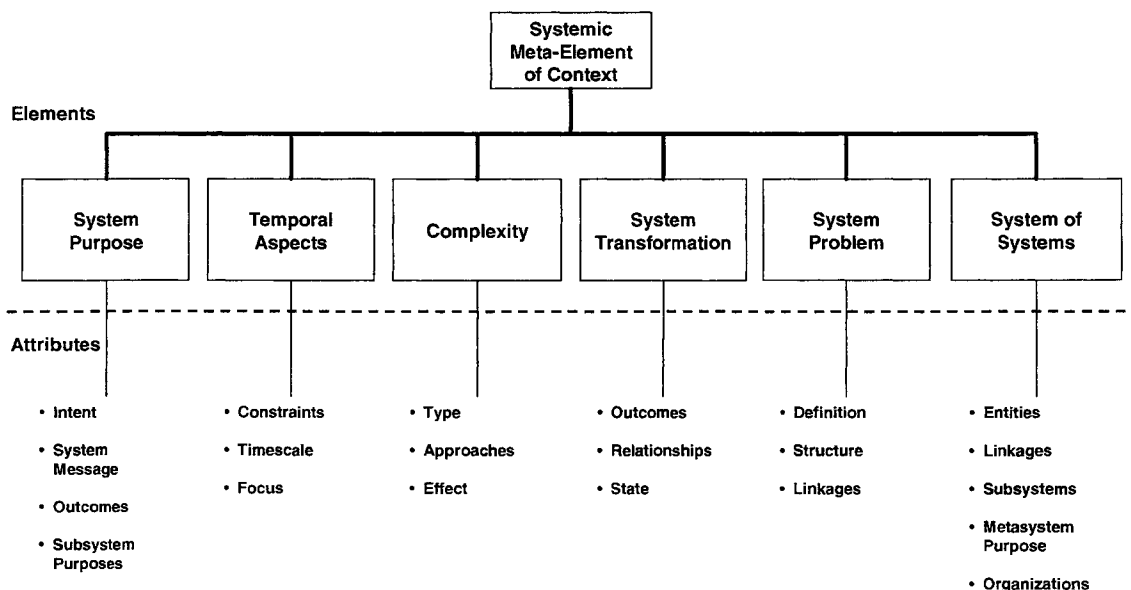 Systemic
Meta-Element
of Context
Elements
System
Purpose
Temporal
Aspects
Complexity
System
Transformation
System
Problem
System of
Systems
Attributes
• Intent
• System
Message
• Outcomes
• Subsystem
Purposes
• Constraints
• Timescale
• Focus
• Type
• Approaches
• Effect
• Outcomes
• Relationships
• State
• Definition
• Structure
• Linkages
• Entities
• Linkages
• Subsystems
• Metasystem
Purpose
• Organizations